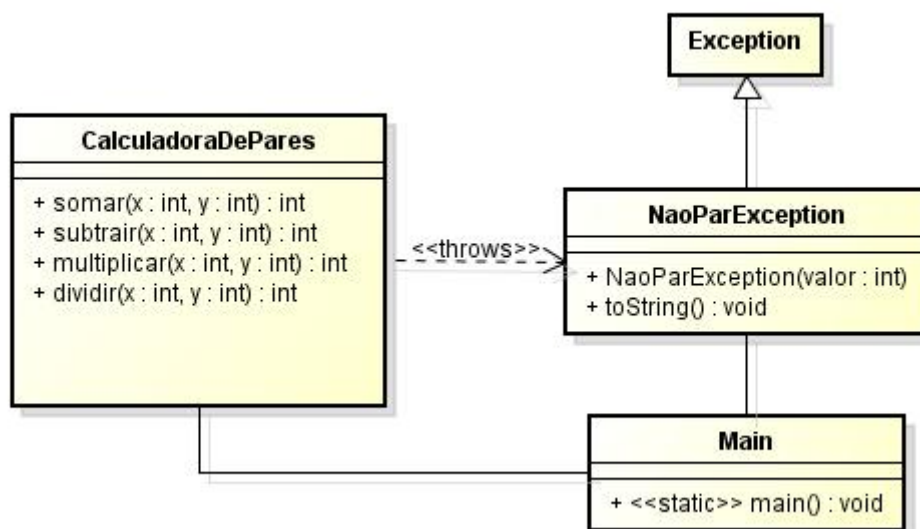 Exception
CalculadoraDePares
+ somar(x : int, y : int) : int
+ subtrair(x : int, y : int) : int
+ multiplicar(x : int, y : int) : int
+ dividir(x : int, y : int) : int
<<throws>>
NaoParException
+ NaoParException(valor : int)
+ toString() : void
Main
+ <<static>> main() : void